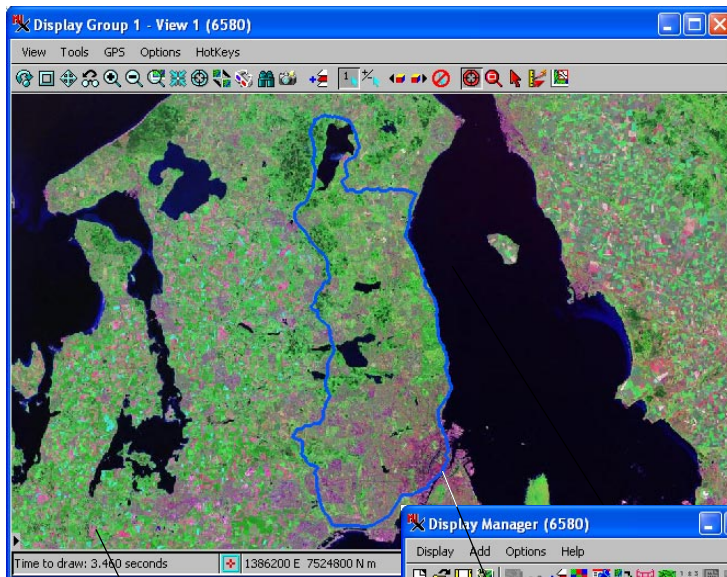 Display Group 1 - View 1 (6580)
View Tools GPS Options HotKeys
Time to draw: 3.460 seconds
1386200 E 7524800 N m
Display Manager (6580)
Display Add Options Help